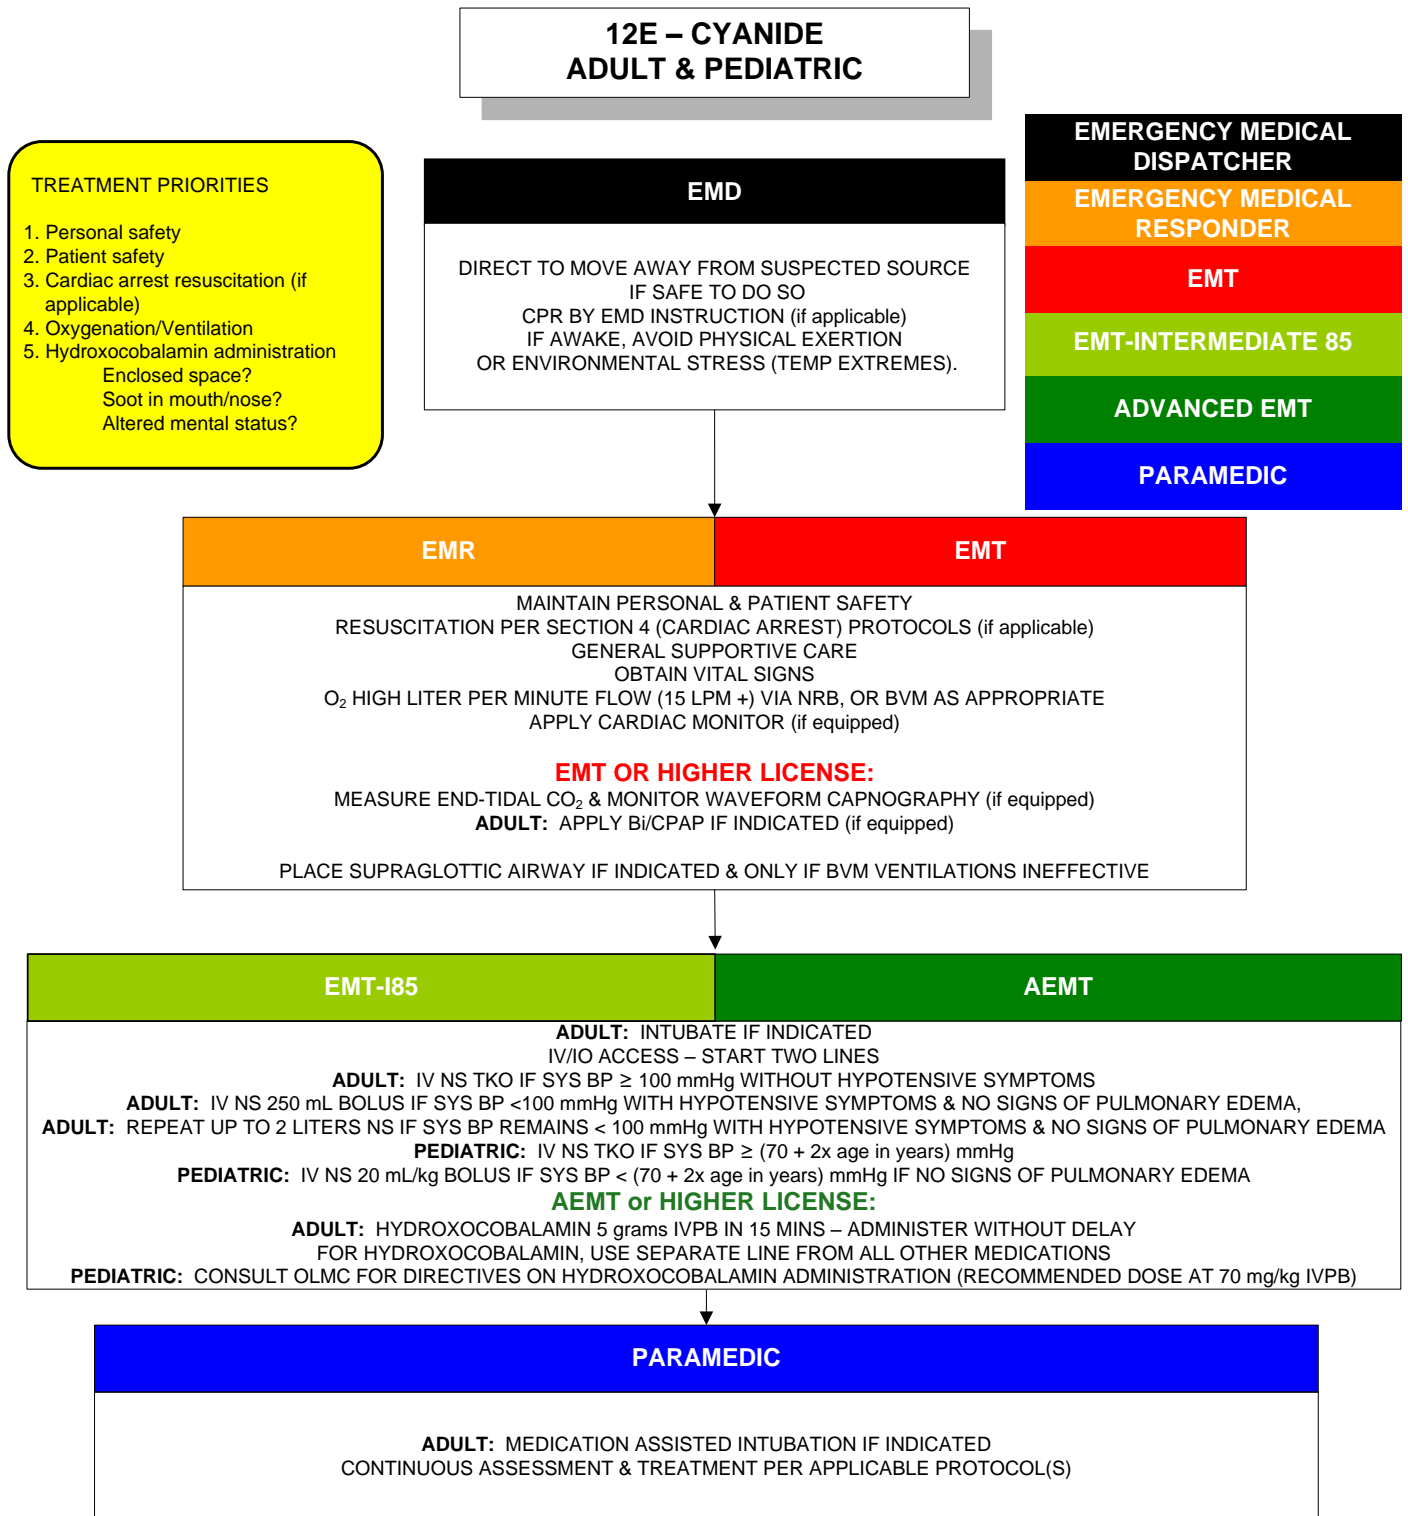 12E – CYANIDE
ADULT & PEDIATRIC
TREATMENT PRIORITIES
1. Personal safety
2. Patient safety
3. Cardiac arrest resuscitation (if
applicable)
4. Oxygenation/Ventilation
5. Hydroxocobalamin administration
Enclosed space?
Soot in mouth/nose?
Altered mental status?
EMD
DIRECT TO MOVE AWAY FROM SUSPECTED SOURCE
IF SAFE TO DO SO
CPR BY EMD INSTRUCTION (if applicable)
IF AWAKE, AVOID PHYSICAL EXERTION
OR ENVIRONMENTAL STRESS (TEMP EXTREMES).
EMERGENCY MEDICAL
DISPATCHER
EMERGENCY MEDICAL
RESPONDER
EMT
EMT-INTERMEDIATE 85
ADVANCED EMT
PARAMEDIC
EMR
EMT
MAINTAIN PERSONAL & PATIENT SAFETY
RESUSCITATION PER SECTION 4 (CARDIAC ARREST) PROTOCOLS (if applicable)
GENERAL SUPPORTIVE CARE
OBTAIN VITAL SIGNS
O₂ HIGH LITER PER MINUTE FLOW (15 LPM +) VIA NRB, OR BVM AS APPROPRIATE
APPLY CARDIAC MONITOR (if equipped)
EMT OR HIGHER LICENSE:
MEASURE END-TIDAL CO₂ & MONITOR WAVEFORM CAPNOGRAPHY (if equipped)
ADULT: APPLY Bi/CPAP IF INDICATED (if equipped)
PLACE SUPRAGLOTTIC AIRWAY IF INDICATED & ONLY IF BVM VENTILATIONS INEFFECTIVE
EMT-I85
AEMT
ADULT: INTUBATE IF INDICATED
IV/IO ACCESS – START TWO LINES
ADULT: IV NS TKO IF SYS BP ≥ 100 mmHg WITHOUT HYPOTENSIVE SYMPTOMS
ADULT: IV NS 250 mL BOLUS IF SYS BP <100 mmHg WITH HYPOTENSIVE SYMPTOMS & NO SIGNS OF PULMONARY EDEMA,
ADULT: REPEAT UP TO 2 LITERS NS IF SYS BP REMAINS < 100 mmHg WITH HYPOTENSIVE SYMPTOMS & NO SIGNS OF PULMONARY EDEMA
PEDIATRIC: IV NS TKO IF SYS BP ≥ (70 + 2x age in years) mmHg
PEDIATRIC: IV NS 20 mL/kg BOLUS IF SYS BP < (70 + 2x age in years) mmHg IF NO SIGNS OF PULMONARY EDEMA
AEMT or HIGHER LICENSE:
ADULT: HYDROXOCOBALAMIN 5 grams IVPB IN 15 MINS – ADMINISTER WITHOUT DELAY
FOR HYDROXOCOBALAMIN, USE SEPARATE LINE FROM ALL OTHER MEDICATIONS
PEDIATRIC: CONSULT OLMC FOR DIRECTIVES ON HYDROXOCOBALAMIN ADMINISTRATION (RECOMMENDED DOSE AT 70 mg/kg IVPB)
PARAMEDIC
ADULT: MEDICATION ASSISTED INTUBATION IF INDICATED
CONTINUOUS ASSESSMENT & TREATMENT PER APPLICABLE PROTOCOL(S)